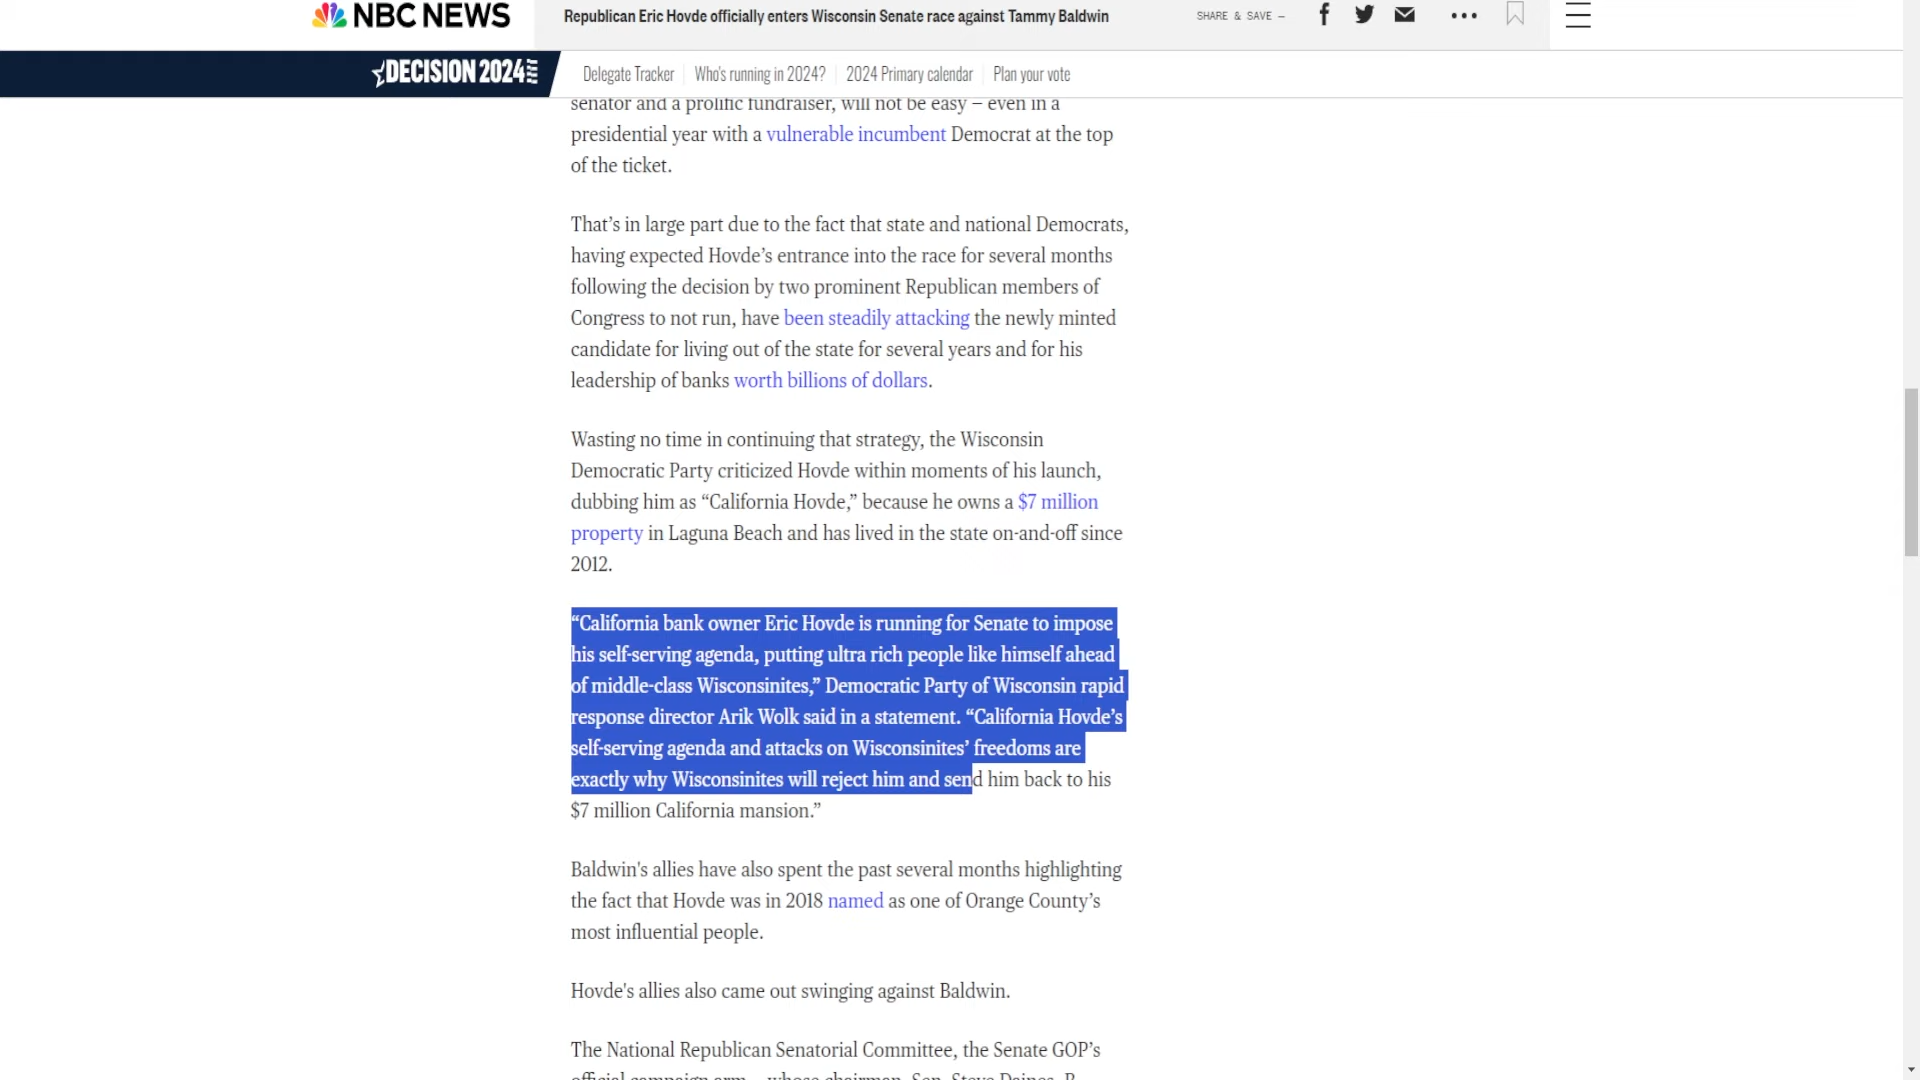 NBC NEWS
Republican Eric Hovde officially enters Wisconsin Senate race against Tammy Baldwin
SHARE & SAVE —
DECISION 2024
Delegate Tracker
Who's running in 2024?
2024 Primary calendar
Plan your vote
senator and a prolific fundraiser, will not be easy – even in a
presidential year with a vulnerable incumbent Democrat at the top
of the ticket.
That’s in large part due to the fact that state and national Democrats,
having expected Hovde’s entrance into the race for several months
following the decision by two prominent Republican members of
Congress to not run, have been steadily attacking the newly minted
candidate for living out of the state for several years and for his
leadership of banks worth billions of dollars.
Wasting no time in continuing that strategy, the Wisconsin
Democratic Party criticized Hovde within moments of his launch,
dubbing him as “California Hovde,” because he owns a $7 million
property in Laguna Beach and has lived in the state on-and-off since
2012.
“California bank owner Eric Hovde is running for Senate to impose
his self-serving agenda, putting ultra rich people like himself ahead
of middle-class Wisconsinites,” Democratic Party of Wisconsin rapid
response director Arik Wolk said in a statement. “California Hovde’s
self-serving agenda and attacks on Wisconsinites’ freedoms are
exactly why Wisconsinites will reject him and send him back to his
$7 million California mansion.”
Baldwin's allies have also spent the past several months highlighting
the fact that Hovde was in 2018 named as one of Orange County’s
most influential people.
Hovde's allies also came out swinging against Baldwin.
The National Republican Senatorial Committee, the Senate GOP’s
official campaign arm – whose chairman, Sen. Steve Daines, R-